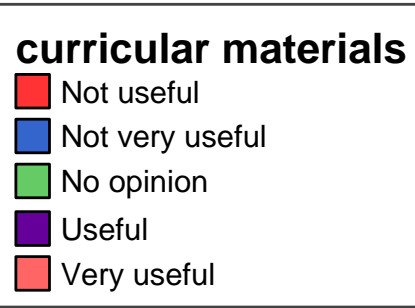 curricular materials
Not useful
Not very useful
No opinion
Useful
Very useful